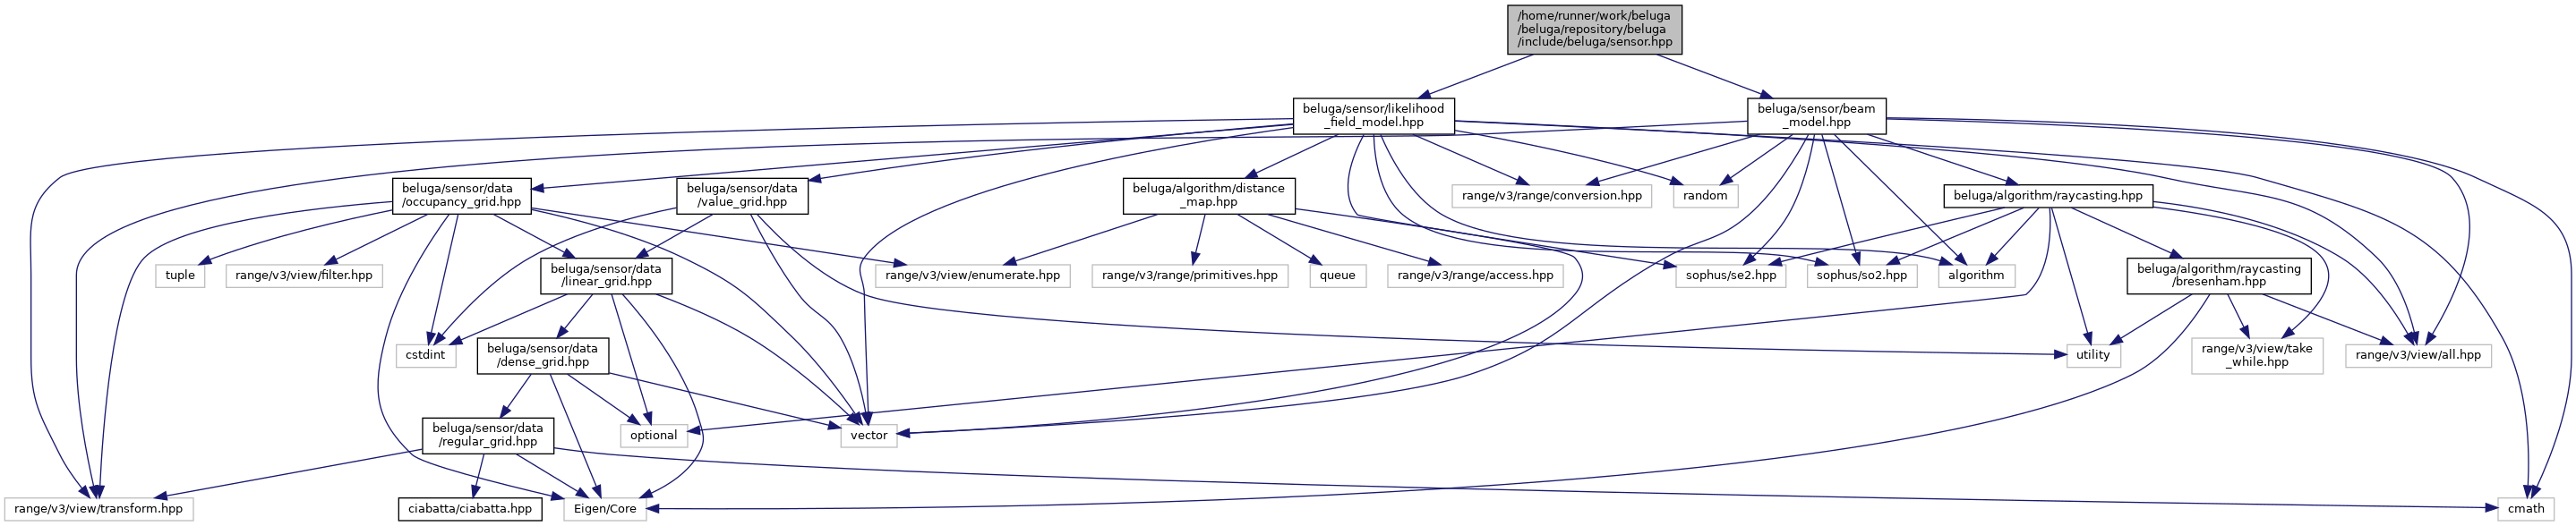 /home/runner/work/beluga
/beluga/repository/beluga
/include/beluga/sensor.hpp
beluga/sensor/likelihood
_field_model.hpp
beluga/sensor/beam
_model.hpp
beluga/sensor/data
/occupancy_grid.hpp
beluga/sensor/data
/value_grid.hpp
beluga/algorithm/distance
_map.hpp
range/v3/range/conversion.hpp
random
beluga/algorithm/raycasting.hpp
tuple
range/v3/view/filter.hpp
beluga/sensor/data
/linear_grid.hpp
range/v3/view/enumerate.hpp
range/v3/range/primitives.hpp
queue
range/v3/range/access.hpp
sophus/se2.hpp
sophus/so2.hpp
algorithm
beluga/algorithm/raycasting
/bresenham.hpp
cstdint
beluga/sensor/data
/dense_grid.hpp
utility
range/v3/view/take
_while.hpp
range/v3/view/all.hpp
beluga/sensor/data
/regular_grid.hpp
optional
vector
range/v3/view/transform.hpp
ciabatta/ciabatta.hpp
Eigen/Core
cmath